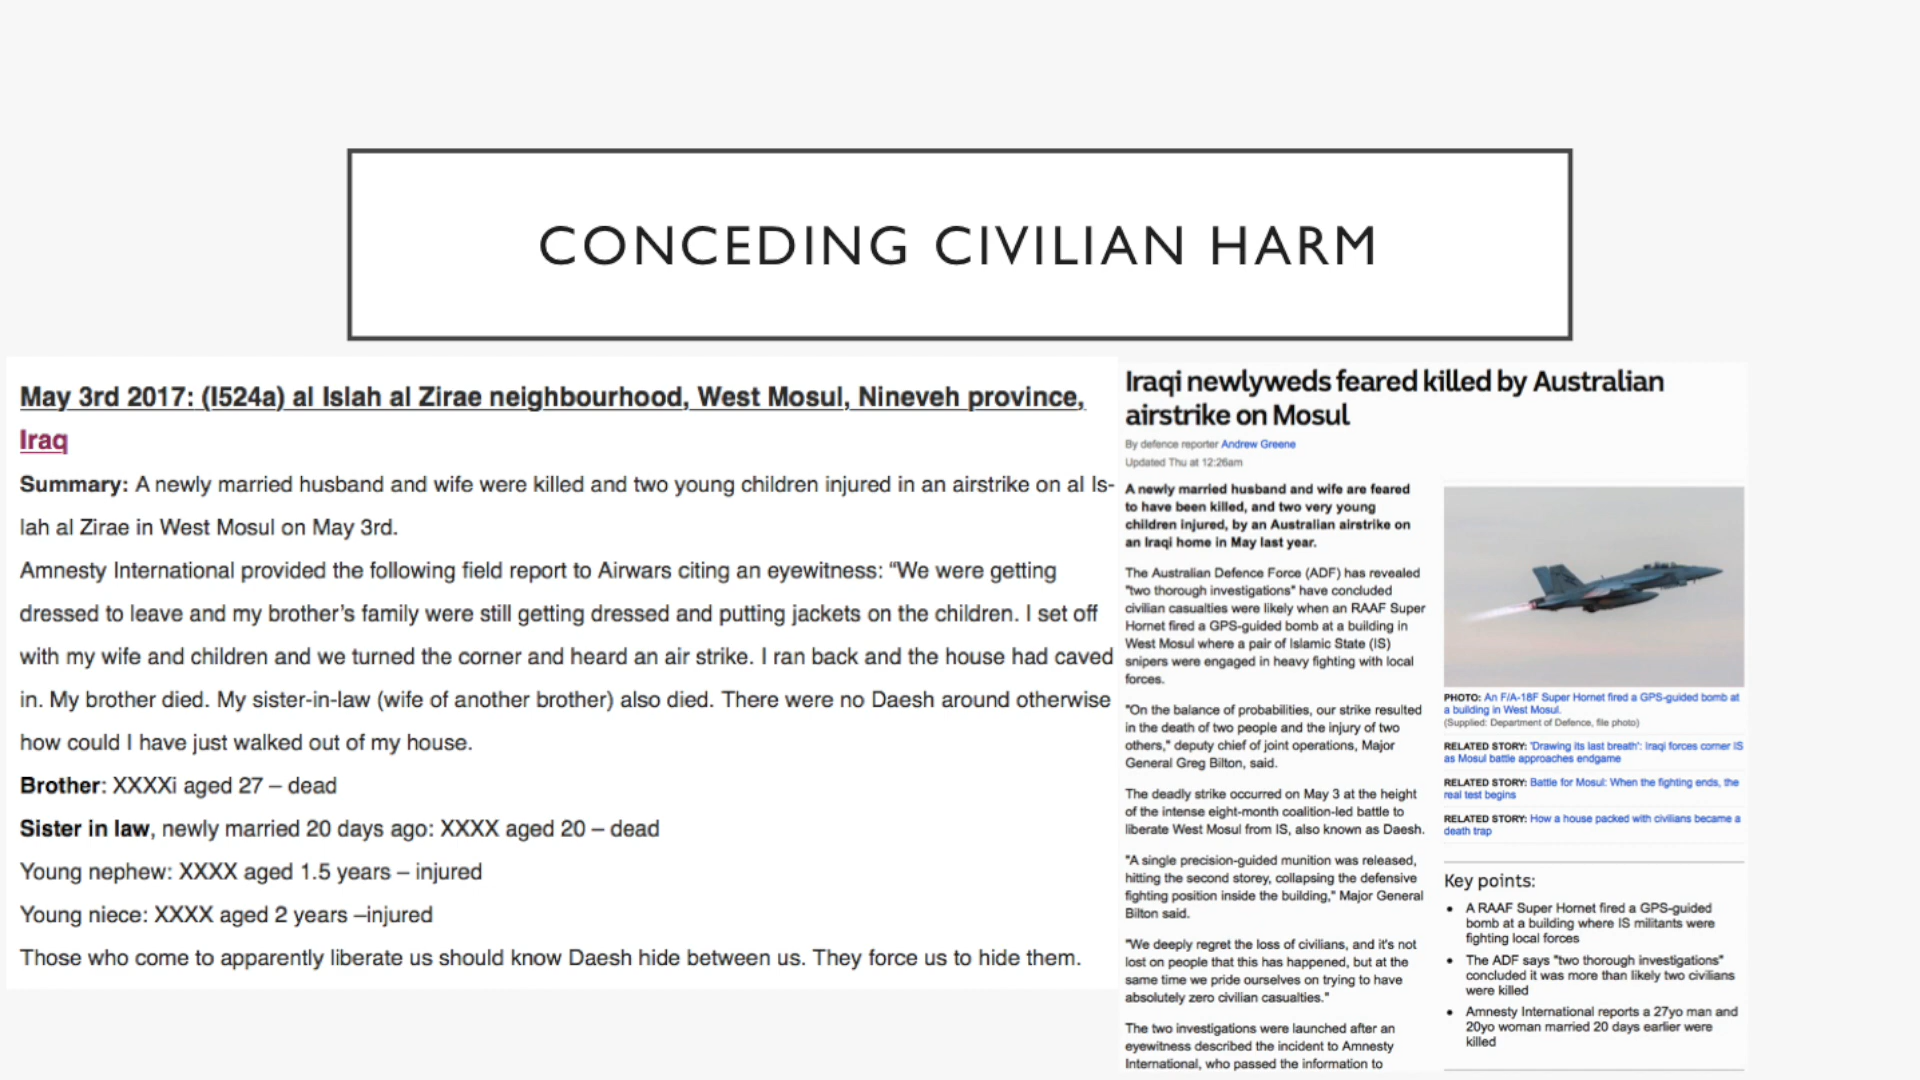 CONCEDING CIVILIAN HARM
May 3rd 2017: (I524a) al Islah al Zirae neighbourhood, West Mosul, Nineveh province,
Iraq
Summary: A newly married husband and wife were killed and two young children injured in an airstrike on al Is-
lah al Zirae in West Mosul on May 3rd.
Amnesty International provided the following field report to Airwars citing an eyewitness: “We were getting
dressed to leave and my brother’s family were still getting dressed and putting jackets on the children. I set off
with my wife and children and we turned the corner and heard an air strike. I ran back and the house had caved
in. My brother died. My sister-in-law (wife of another brother) also died. There were no Daesh around otherwise
how could I have just walked out of my house.
Brother: XXXXi aged 27 – dead
Sister in law, newly married 20 days ago: XXXX aged 20 – dead
Young nephew: XXXX aged 1.5 years – injured
Young niece: XXXX aged 2 years –injured
Those who come to apparently liberate us should know Daesh hide between us. They force us to hide them.
Iraqi newlyweds feared killed by Australian
airstrike on Mosul
By defence reporter Andrew Greene
Updated Thu at 12:26am
A newly married husband and wife are feared
to have been killed, and two very young
children injured, by an Australian airstrike on
an Iraqi home in May last year.
The Australian Defence Force (ADF) has revealed
"two thorough investigations" have concluded
civilian casualties were likely when an RAAF Super
Hornet fired a GPS-guided bomb at a building in
West Mosul where a pair of Islamic State (IS)
snipers were engaged in heavy fighting with local
forces.
"On the balance of probabilities, our strike resulted
in the death of two people and the injury of two
others," deputy chief of joint operations, Major
General Greg Bilton, said.
The deadly strike occurred on May 3 at the height
of the intense eight-month coalition-led battle to
liberate West Mosul from IS, also known as Daesh.
"A single precision-guided munition was released,
hitting the second storey, collapsing the defensive
fighting position inside the building," Major General
Bilton said.
"We deeply regret the loss of civilians, and it's not
lost on people that this has happened, but at the
same time we pride ourselves on trying to have
absolutely zero civilian casualties."
The two investigations were launched after an
eyewitness described the incident to Amnesty
International, who passed the information to
PHOTO: An F/A-18F Super Hornet fired a GPS-guided bomb at
a building in West Mosul.
(Supplied: Department of Defence, file photo)
RELATED STORY: 'Drawing its last breath': Iraqi forces corner IS
as Mosul battle approaches endgame
RELATED STORY: Battle for Mosul: When the fighting ends, the
real test begins
RELATED STORY: How a house packed with civilians became a
death trap
Key points:
• A RAAF Super Hornet fired a GPS-guided
bomb at a building where IS militants were
fighting local forces
• The ADF says "two thorough investigations"
concluded it was more than likely two civilians
were killed
• Amnesty International reports a 27yo man and
20yo woman married 20 days earlier were
killed